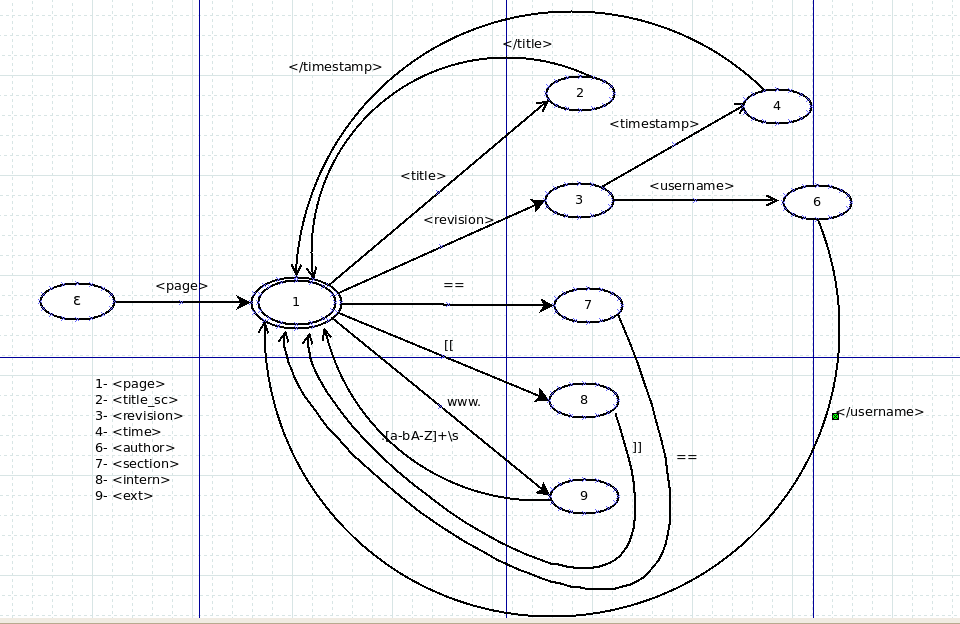 </title>
</timestamp>
2
4
<timestamp>
<title>
<username>
3
6
<revision>
<page>
==
ε
1
7
[[
1- <page>
2- <title_sc>
3- <revision>
4- <time>
6- <author>
7- <section>
8- <intern>
9- <ext>
8
www.
</username>
.[a-bA-Z]+\s
]]
==
9